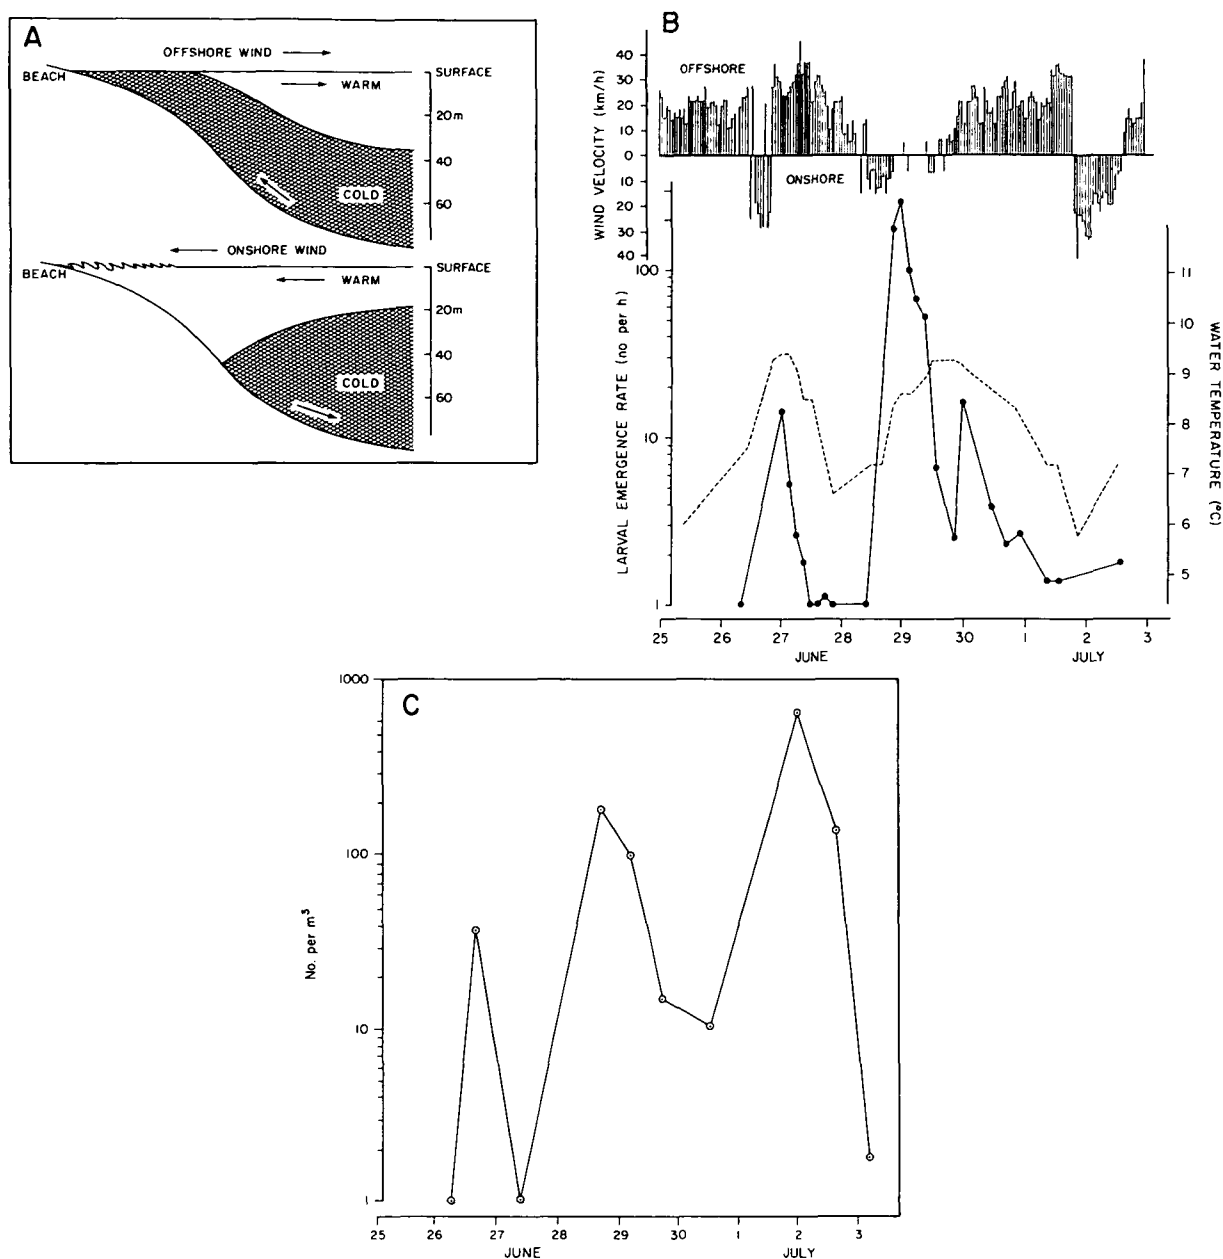 A
OFFSHORE WIND
BEACH
SURFACE
WARM
20m
40
COLD
60
ONSHORE WIND
BEACH
SURFACE
WARM
20m
40
COLD
60
B
WIND VELOCITY (km/h)
40
30
20
10
0
10
20
30
40
OFFSHORE
ONSHORE
LARVAL EMERGENCE RATE (no per h)
100
10
1
WATER TEMPERATURE (°C)
11
10
9
8
7
6
5
25 27 28 29 30 1 2 3
JUNE JULY
C
No. per m³
1000
100
10
1
25 26 27 28 29 30 1 2 3
JUNE JULY